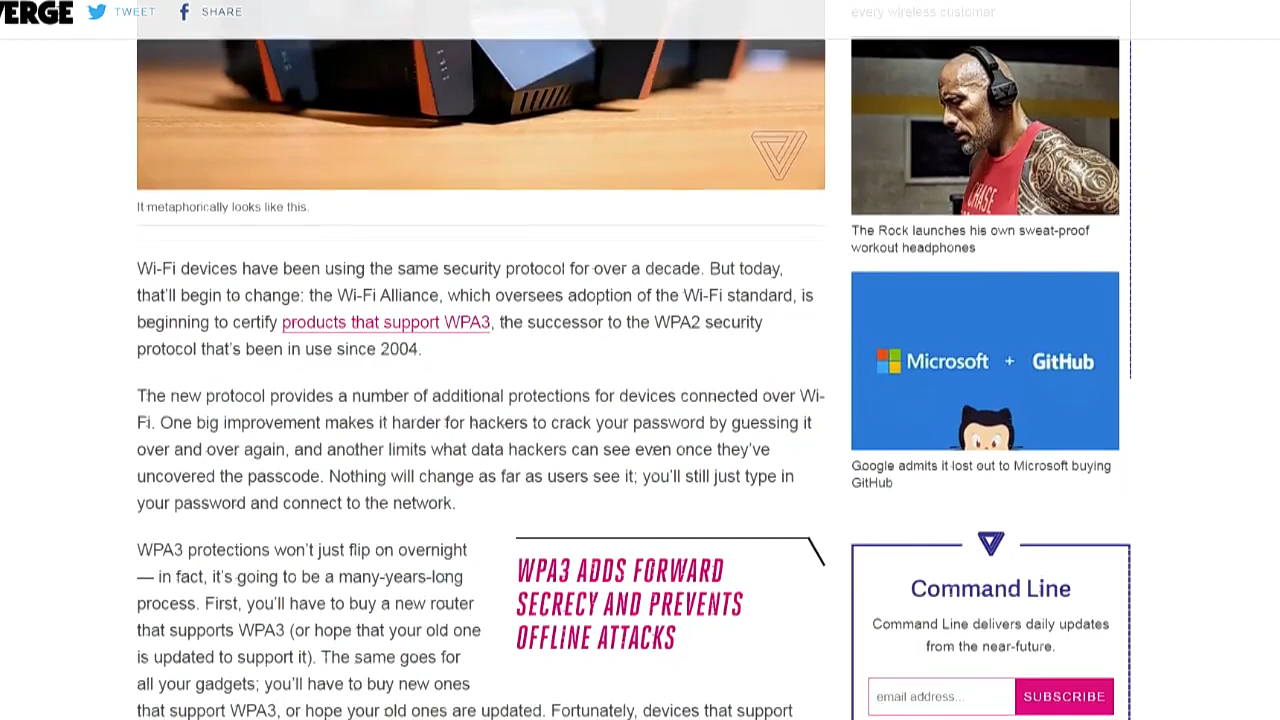 VERGE
TWEET
SHARE
every wireless customer
It metaphorically looks like this.
Wi-Fi devices have been using the same security protocol for over a decade. But today,
that’ll begin to change: the Wi-Fi Alliance, which oversees adoption of the Wi-Fi standard, is
beginning to certify products that support WPA3, the successor to the WPA2 security
protocol that’s been in use since 2004.
The new protocol provides a number of additional protections for devices connected over Wi-
Fi. One big improvement makes it harder for hackers to crack your password by guessing it
over and over again, and another limits what data hackers can see even once they’ve
uncovered the passcode. Nothing will change as far as users see it; you’ll still just type in
your password and connect to the network.
WPA3 protections won’t just flip on overnight
— in fact, it’s going to be a many-years-long
process. First, you’ll have to buy a new router
that supports WPA3 (or hope that your old one
is updated to support it). The same goes for
all your gadgets; you’ll have to buy new ones
that support WPA3, or hope your old ones are updated. Fortunately, devices that support
WPA3 ADDS FORWARD
SECRECY AND PREVENTS
OFFLINE ATTACKS
CHASE
The Rock launches his own sweat-proof
workout headphones
Microsoft + GitHub
Google admits it lost out to Microsoft buying
GitHub
Command Line
Command Line delivers daily updates
from the near-future.
email address...
SUBSCRIBE